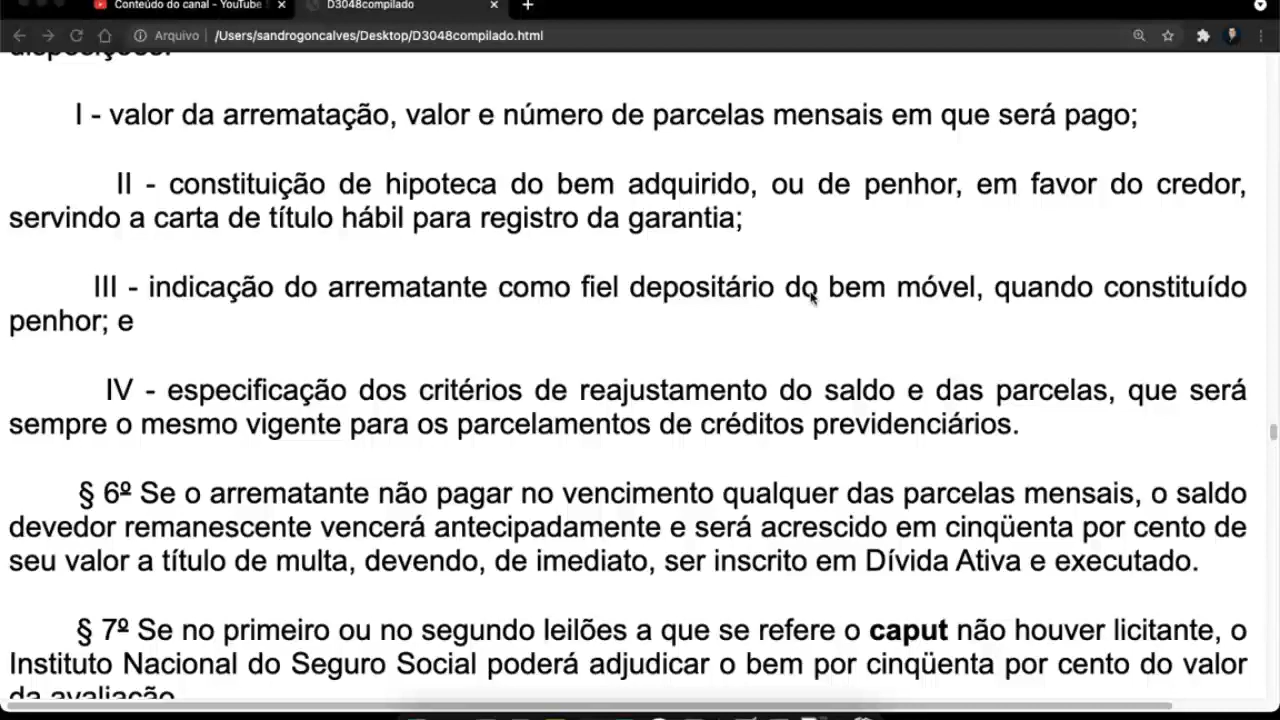 Conteúdo do canal - YouTube
D3048compilado
Arquivo | /Users/sandrogoncalves/Desktop/D3048compilado.html
disposições:
I - valor da arrematação, valor e número de parcelas mensais em que será pago;
II - constituição de hipoteca do bem adquirido, ou de penhor, em favor do credor,
servindo a carta de título hábil para registro da garantia;
III - indicação do arrematante como fiel depositário do bem móvel, quando constituído
penhor; e
IV - especificação dos critérios de reajustamento do saldo e das parcelas, que será
sempre o mesmo vigente para os parcelamentos de créditos previdenciários.
§ 6º Se o arrematante não pagar no vencimento qualquer das parcelas mensais, o saldo
devedor remanescente vencerá antecipadamente e será acrescido em cinqüenta por cento de
seu valor a título de multa, devendo, de imediato, ser inscrito em Dívida Ativa e executado.
§ 7º Se no primeiro ou no segundo leilões a que se refere o caput não houver licitante, o
Instituto Nacional do Seguro Social poderá adjudicar o bem por cinqüenta por cento do valor
da avaliação.